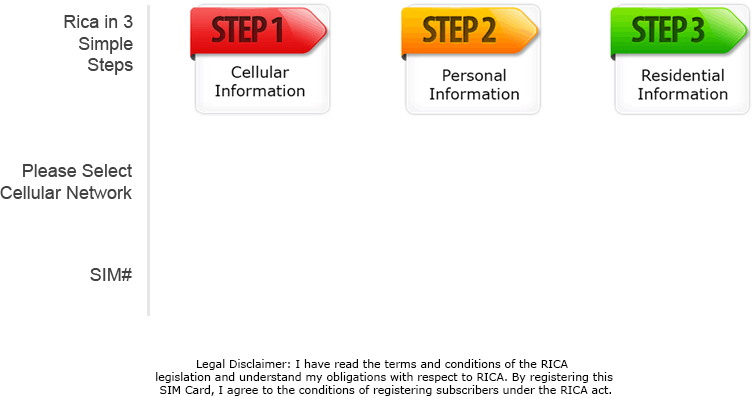 Rica in 3
Simple
Steps
STEP 1
Cellular
Information
STEP 2
Personal
Information
STEP 3
Residential
Information
Please Select
Cellular Network
SIM#
Legal Disclaimer: I have read the terms and conditions of the RICA
legislation and understand my obligations with respect to RICA. By registering this
SIM Card, I agree to the conditions of registering subscribers under the RICA act.